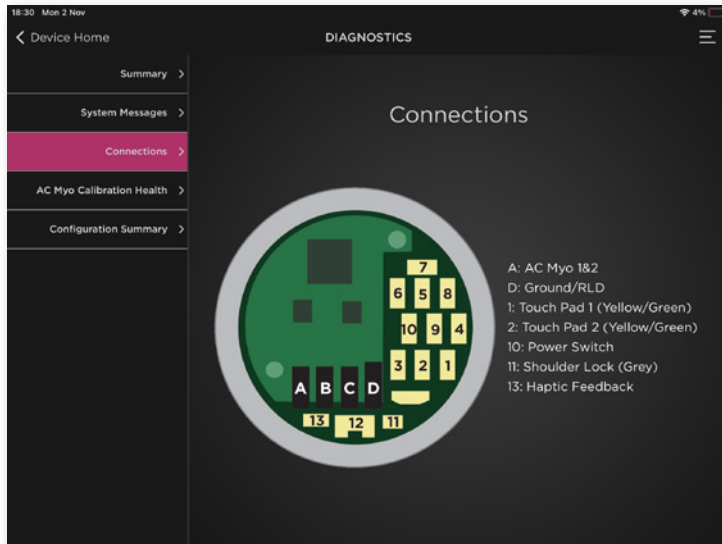 18:30 Mon 2 Nov
4%
Device Home
DIAGNOSTICS
Summary
System Messages
Connections
AC Myo Calibration Health
Configuration Summary
Connections
7
6 5 8
10 9 4
3 2 1
A B C D
13 12 11
A: AC Myo 1&2
D: Ground/RLD
1: Touch Pad 1 (Yellow/Green)
2: Touch Pad 2 (Yellow/Green)
10: Power Switch
11: Shoulder Lock (Grey)
13: Haptic Feedback